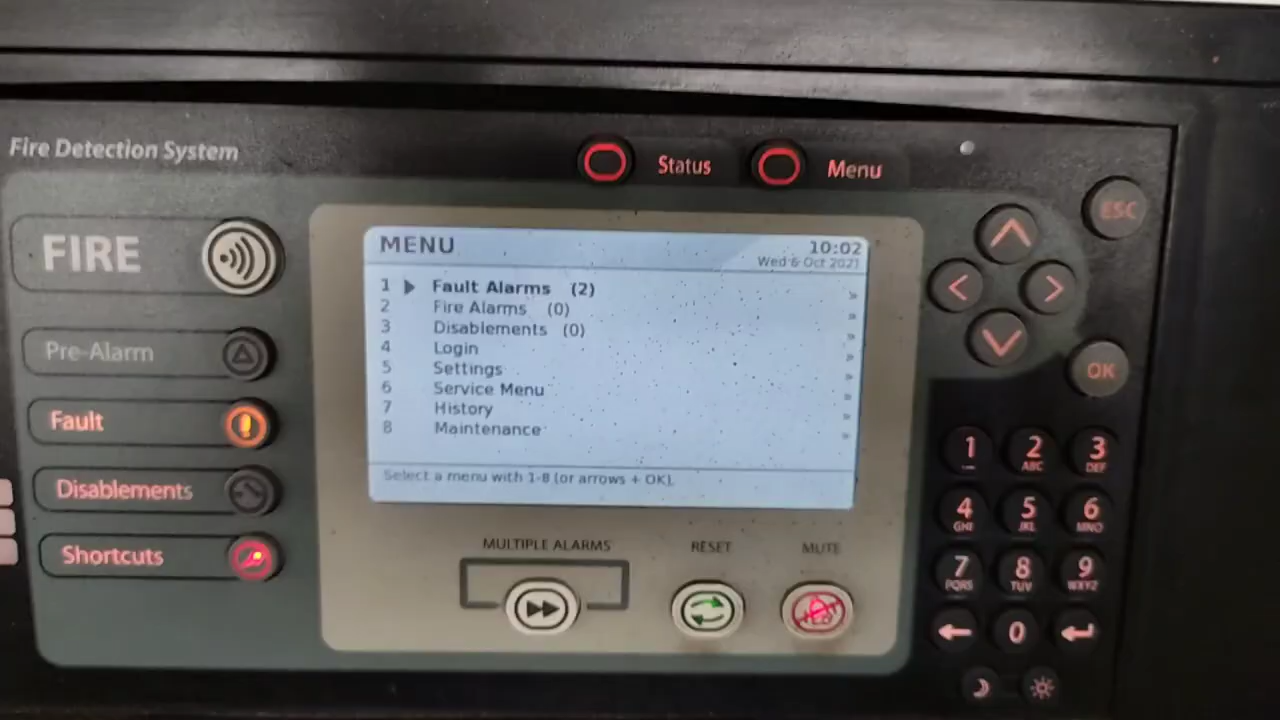 Fire Detection System
Status
Menu
ESC
FIRE
MENU
10:02
Wed 6 Oct 2021
1 Fault Alarms (2)
2 Fire Alarms (0)
3 Disablements (0)
4 Login
5 Settings
6 Service Menu
7 History
8 Maintenance
Select a menu with 1-8 (or arrows + OK).
Pre-Alarm
Fault
Disablements
Shortcuts
OK
MULTIPLE ALARMS
RESET
MUTE
1 2 3
ABC DEF
4 5 6
GHI JKL MNO
7 8 9
PQRS TUV WXYZ
0